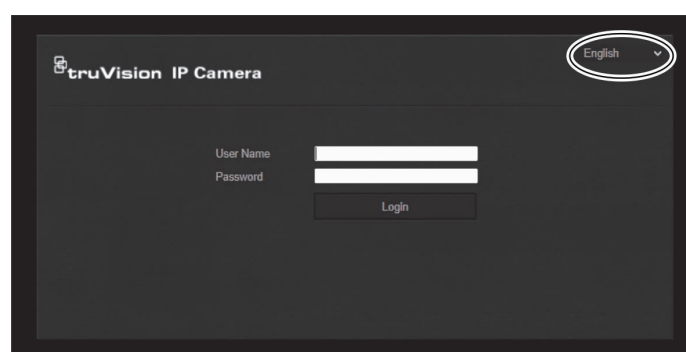 truVision IP Camera
English
User Name
Password
Login